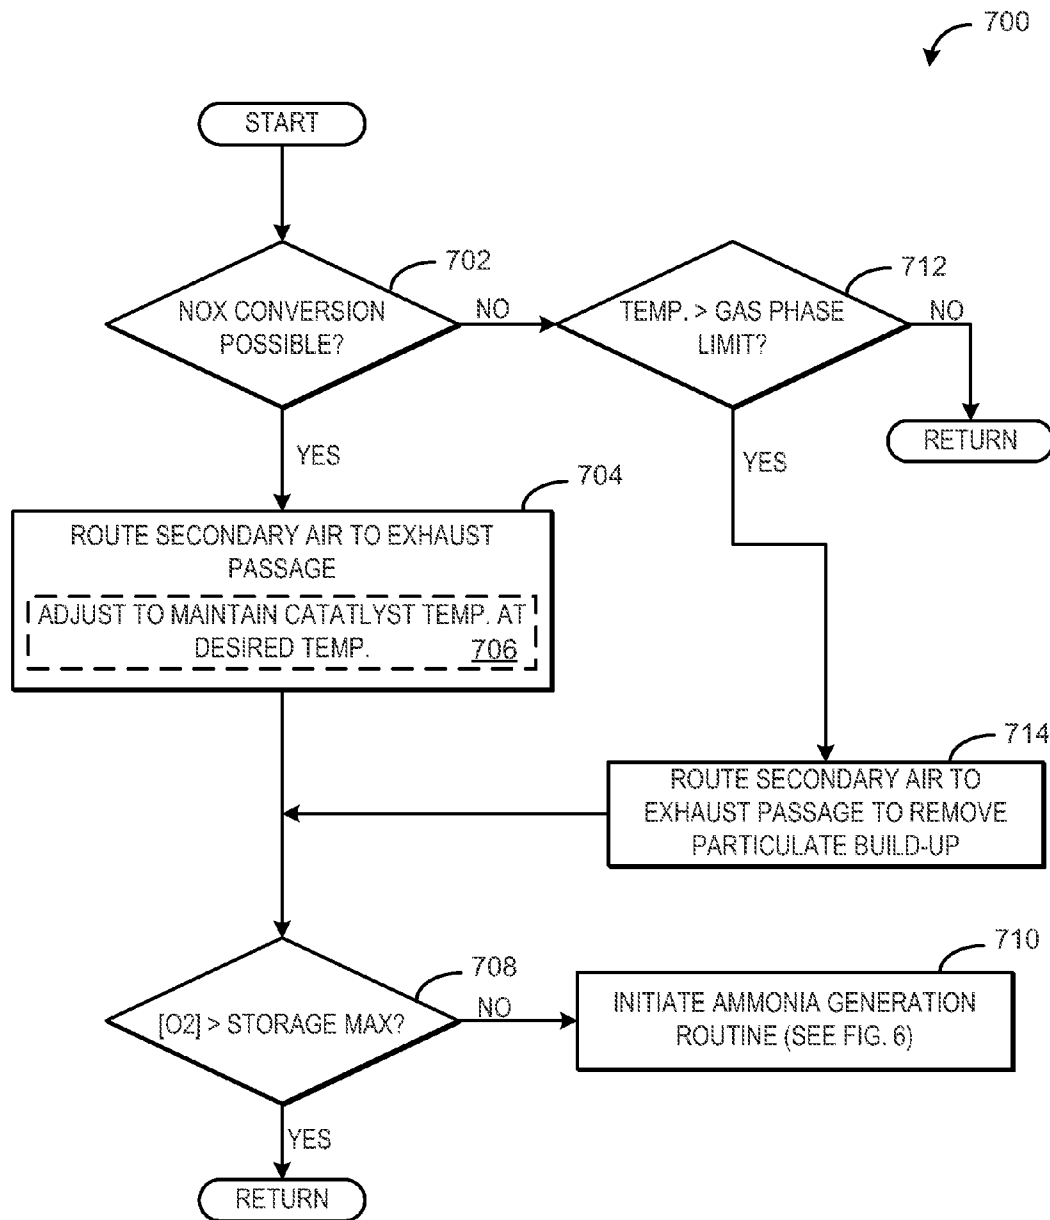 700
START
702
NOX CONVERSION
POSSIBLE?
NO
712
TEMP. > GAS PHASE
LIMIT?
NO
RETURN
YES
YES
704
ROUTE SECONDARY AIR TO EXHAUST
PASSAGE
ADJUST TO MAINTAIN CATATLYST TEMP. AT
DESIRED TEMP.
706
714
ROUTE SECONDARY AIR TO
EXHAUST PASSAGE TO REMOVE
PARTICULATE BUILD-UP
708
[O2] > STORAGE MAX?
NO
710
INITIATE AMMONIA GENERATION
ROUTINE (SEE FIG. 6)
YES
RETURN